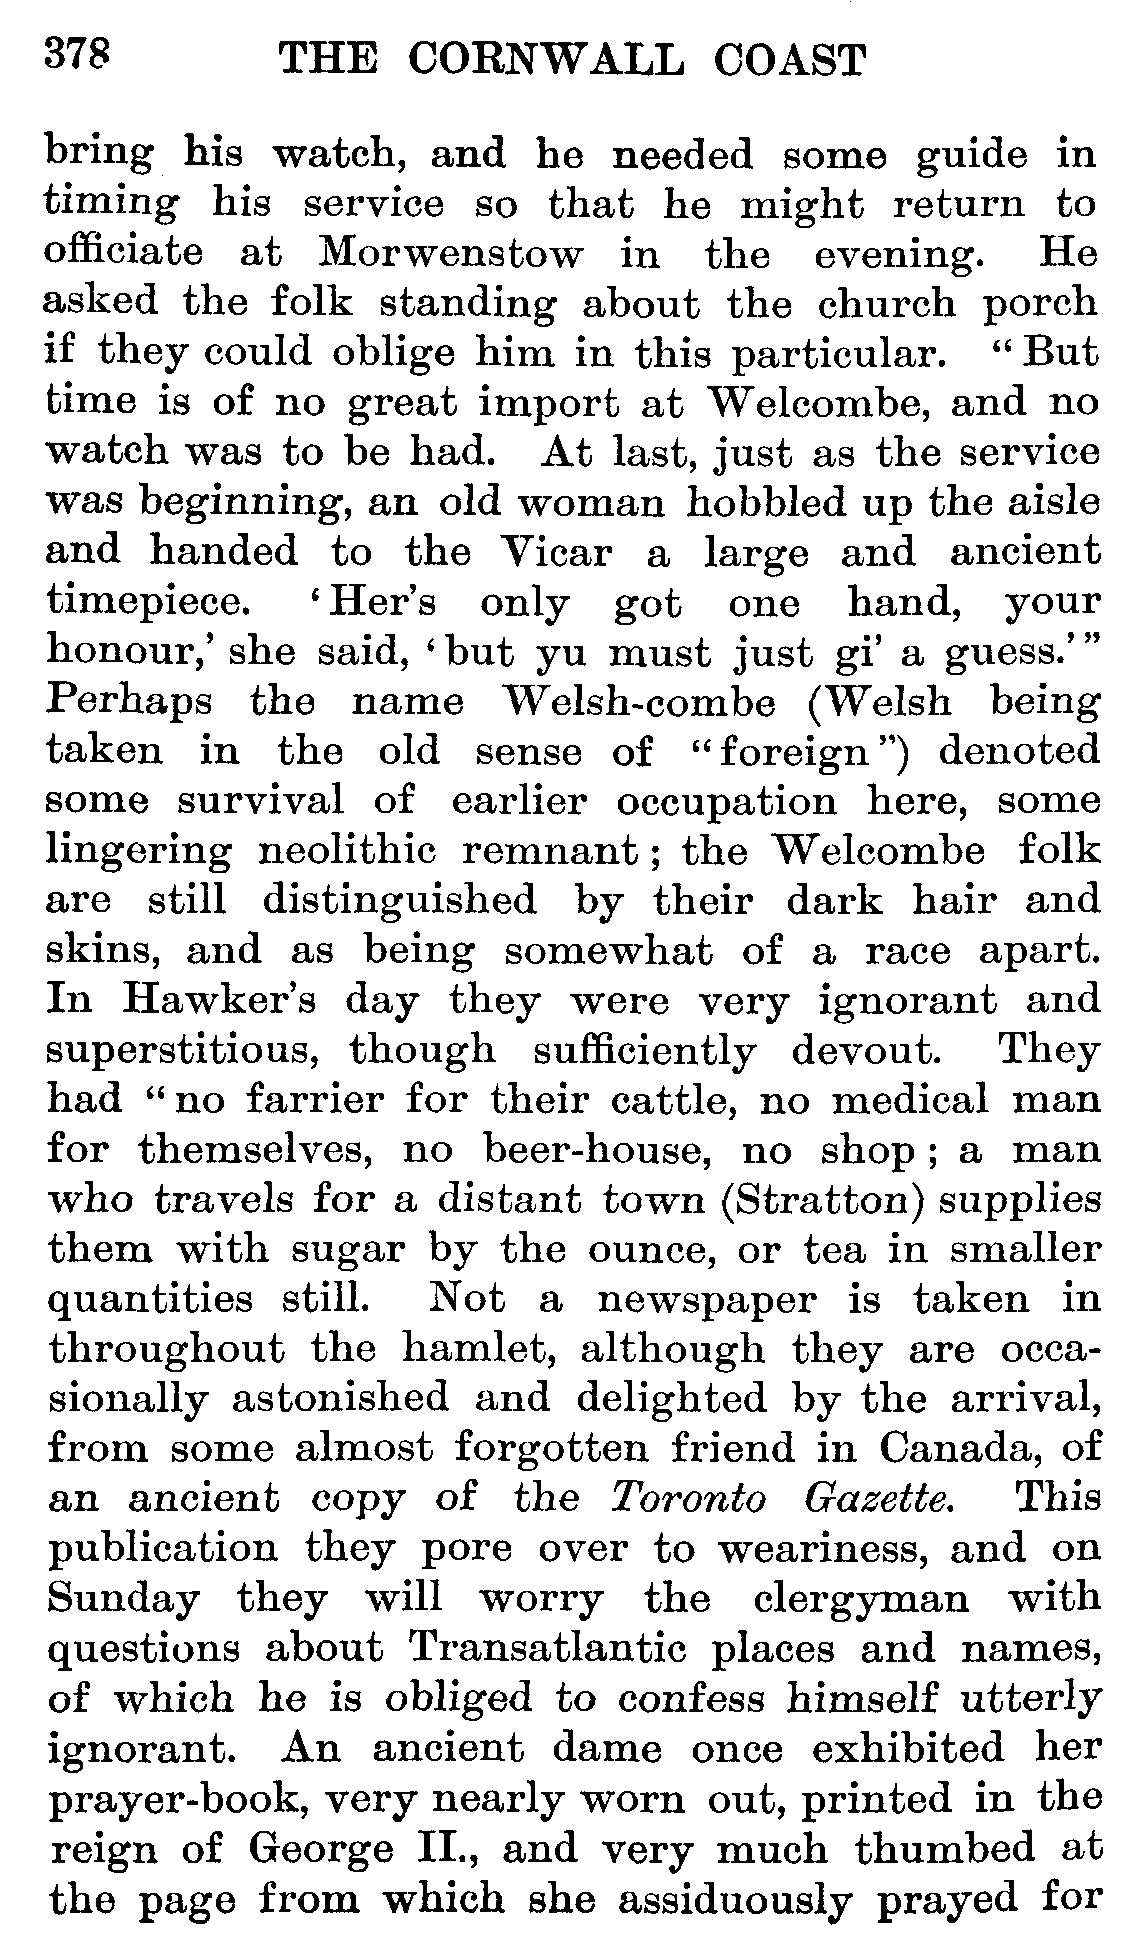 378 THE CORNWALL COAST
bring his watch, and he needed some guide in
timing his service so that he might return to
officiate at Morwenstow in the evening. He
asked the folk standing about the church porch
if they could oblige him in this particular. “But
time is of no great import at Welcombe, and no
watch was to be had. At last, just as the service
was beginning, an old woman hobbled up the aisle
and handed to the Vicar a large and ancient
timepiece. ‘Her’s only got one hand, your
honour,’ she said, ‘but yu must just gi’ a guess.’”
Perhaps the name Welsh-combe (Welsh being
taken in the old sense of “foreign”) denoted
some survival of earlier occupation here, some
lingering neolithic remnant; the Welcombe folk
are still distinguished by their dark hair and
skins, and as being somewhat of a race apart.
In Hawker’s day they were very ignorant and
superstitious, though sufficiently devout. They
had “no farrier for their cattle, no medical man
for themselves, no beer-house, no shop; a man
who travels for a distant town (Stratton) supplies
them with sugar by the ounce, or tea in smaller
quantities still. Not a newspaper is taken in
throughout the hamlet, although they are occa-
sionally astonished and delighted by the arrival,
from some almost forgotten friend in Canada, of
an ancient copy of the Toronto Gazette. This
publication they pore over to weariness, and on
Sunday they will worry the clergyman with
questions about Transatlantic places and names,
of which he is obliged to confess himself utterly
ignorant. An ancient dame once exhibited her
prayer-book, very nearly worn out, printed in the
reign of George II., and very much thumbed at
the page from which she assiduously prayed for